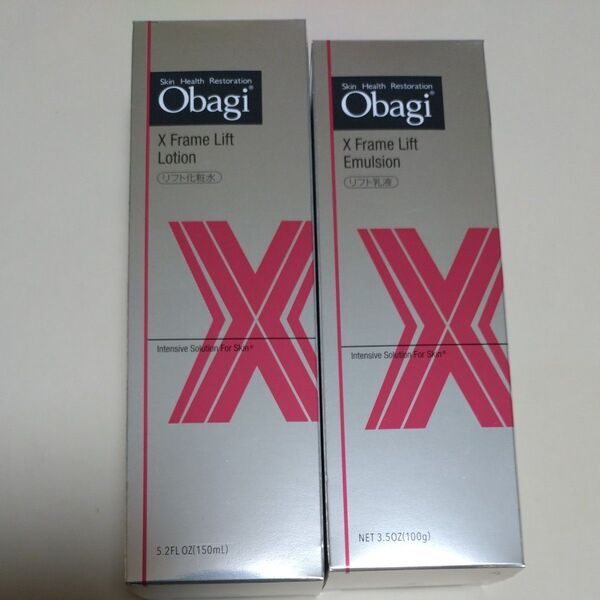 Skin Health Restoration
Obagi®
X Frame Lift
Lotion
リフト化粧水
Intensive Solution For Skin®
5.2FL OZ(150mL)
Skin Health Restoration
Obagi®
X Frame Lift
Emulsion
リフト乳液
Intensive Solution For Skin®
NET 3.5OZ(100g)